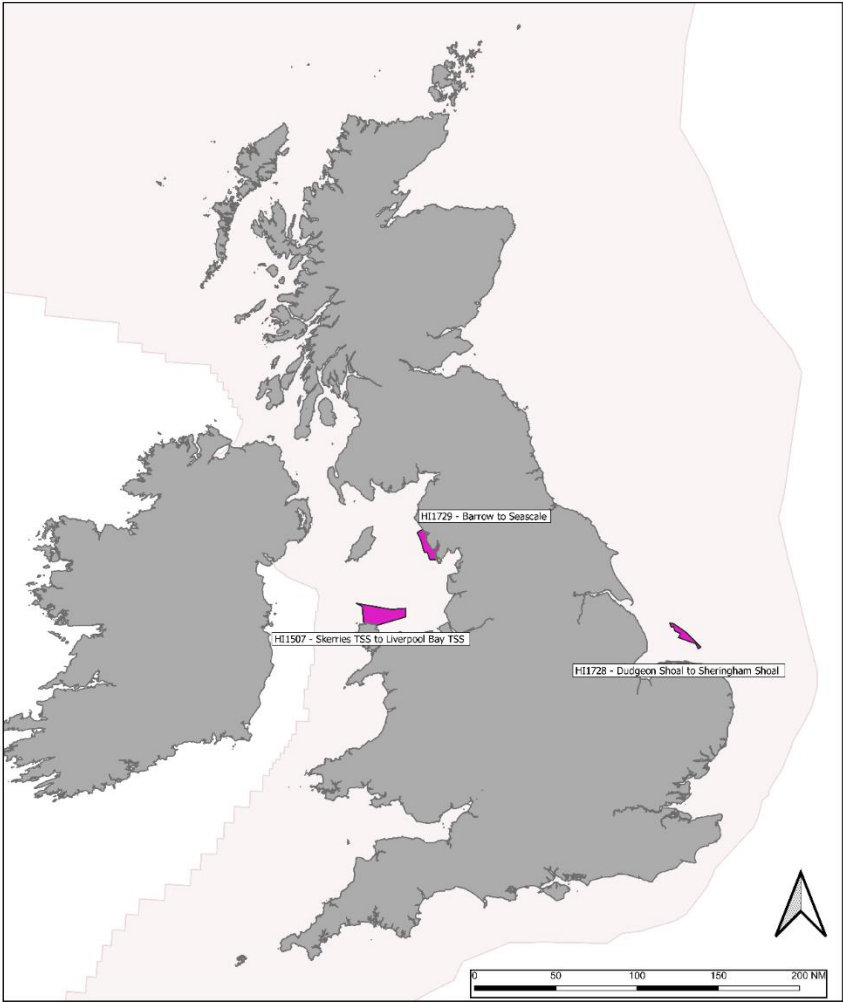 HI1729 - Barrow to Seascale
HI1507 - Skerries TSS to Liverpool Bay TSS
HI1728 - Dudgeon Shoal to Sheringham Shoal
0 50 100 150 200 NM